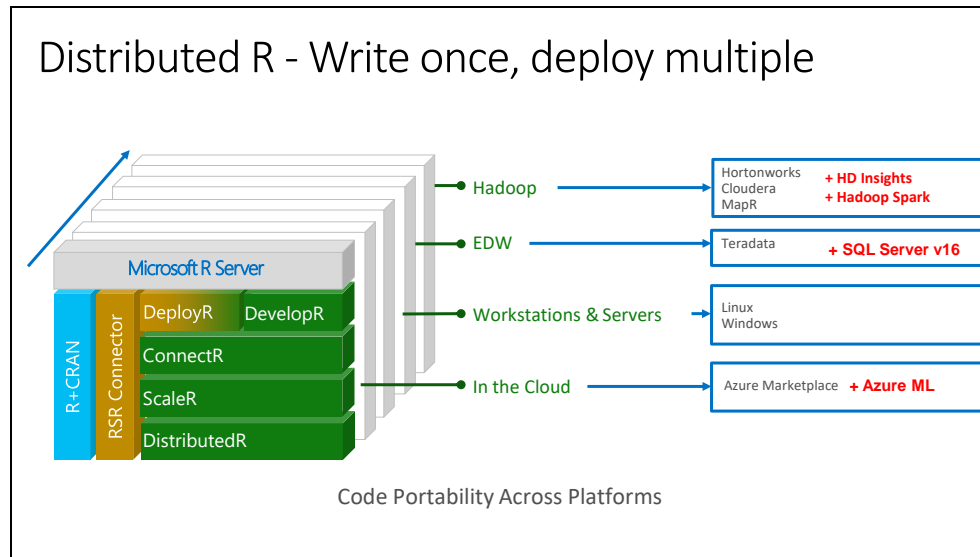 Distributed R - Write once, deploy multiple
Microsoft R Server
R+CRAN
RSR Connector
DeployR
DevelopR
ConnectR
ScaleR
DistributedR
Hadoop
Hortonworks
Cloudera
MapR
+ HD Insights
+ Hadoop Spark
EDW
Teradata
+ SQL Server v16
Workstations & Servers
Linux
Windows
In the Cloud
Azure Marketplace + Azure ML
Code Portability Across Platforms